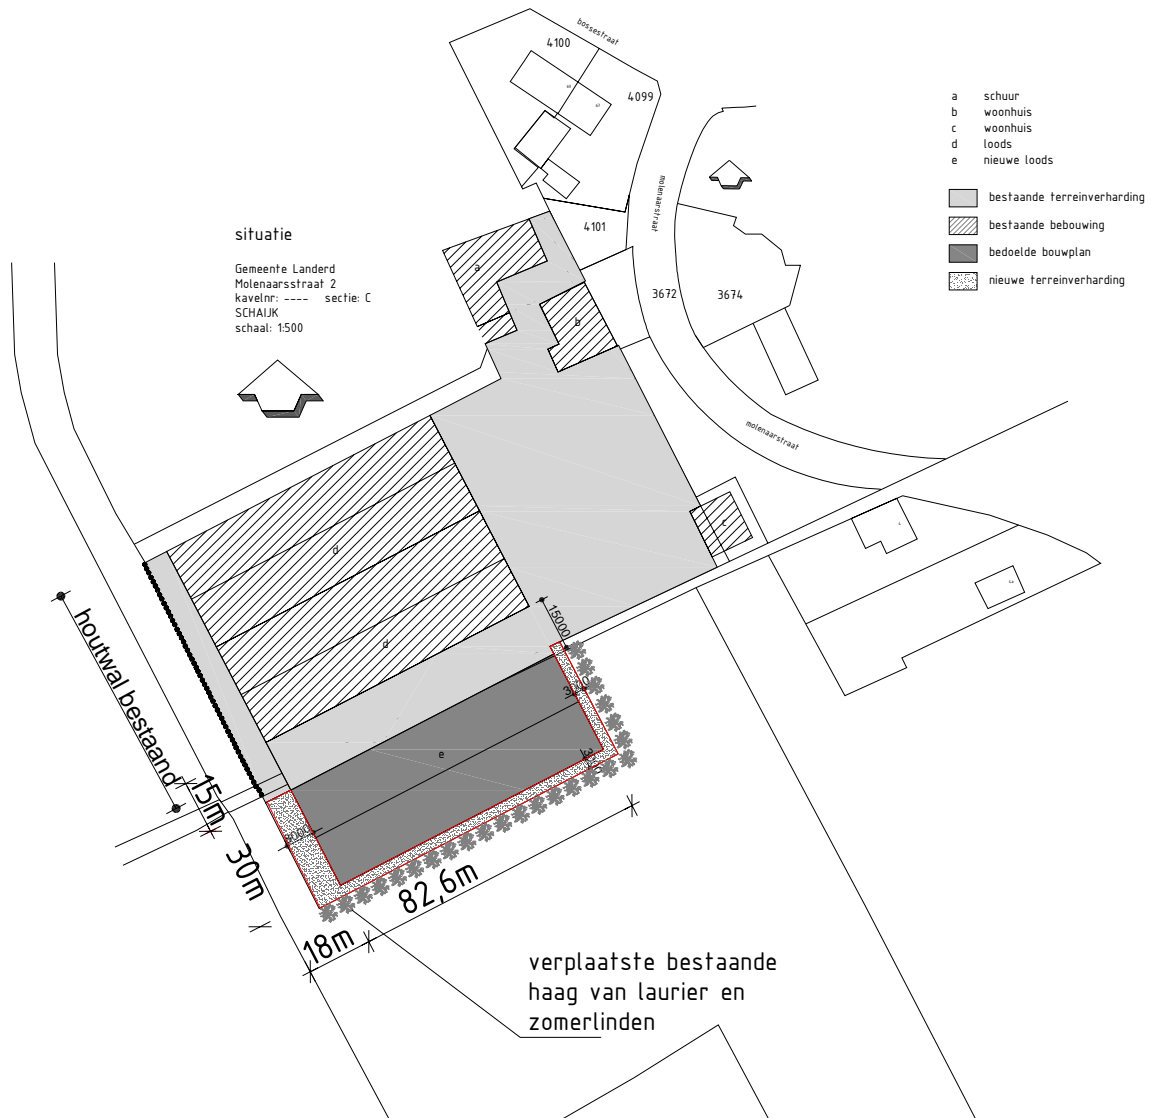 bossestraat
4100
4099
molenaarstraat
4101
3672
3674
molenaarstraat
a schuur
b woonhuis
c woonhuis
d loods
e nieuwe loods
bestaande terreinverharding
bestaande bebouwing
bedoelde bouwplan
nieuwe terreinverharding
situatie
Gemeente Landerd
Molenaarsstraat 2
kavelnr: ---- sectie: C
SCHAIJK
schaal: 1:500
a
b
c
d
d
e
15000
houtwal bestaand
15m
30m
18m
82,6m
verplaatste bestaande
haag van laurier en
zomerlinden